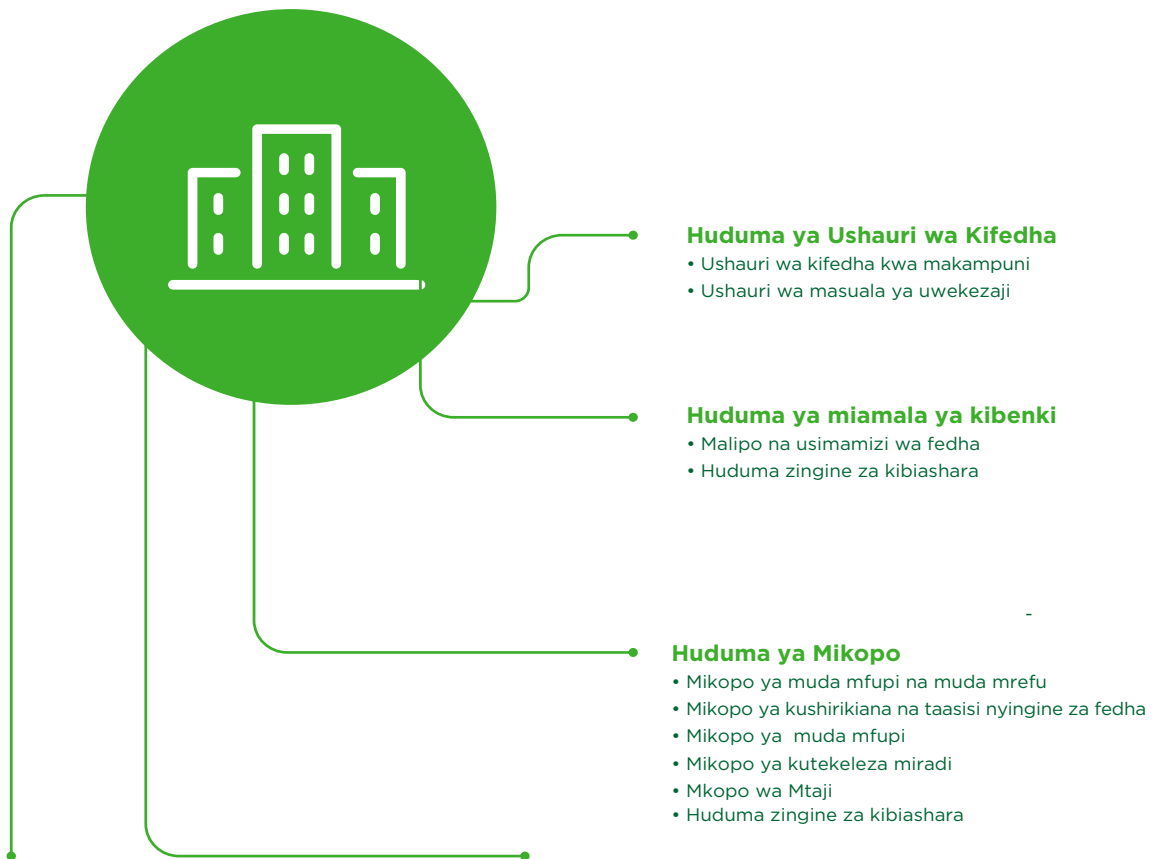 Huduma ya Ushauri wa Kifedha
• Ushauri wa kifedha kwa makampuni
• Ushauri wa masuala ya uwekezaji
Huduma ya miamala ya kibenki
• Malipo na usimamizi wa fedha
• Huduma zingine za kibiashara
-
Huduma ya Mikopo
• Mikopo ya muda mfupi na muda mrefu
• Mikopo ya kushirikiana na taasisi nyingine za fedha
• Mikopo ya  muda mfupi
• Mikopo ya kutekeleza miradi
• Mkopo wa Mtaji
• Huduma zingine za kibiashara